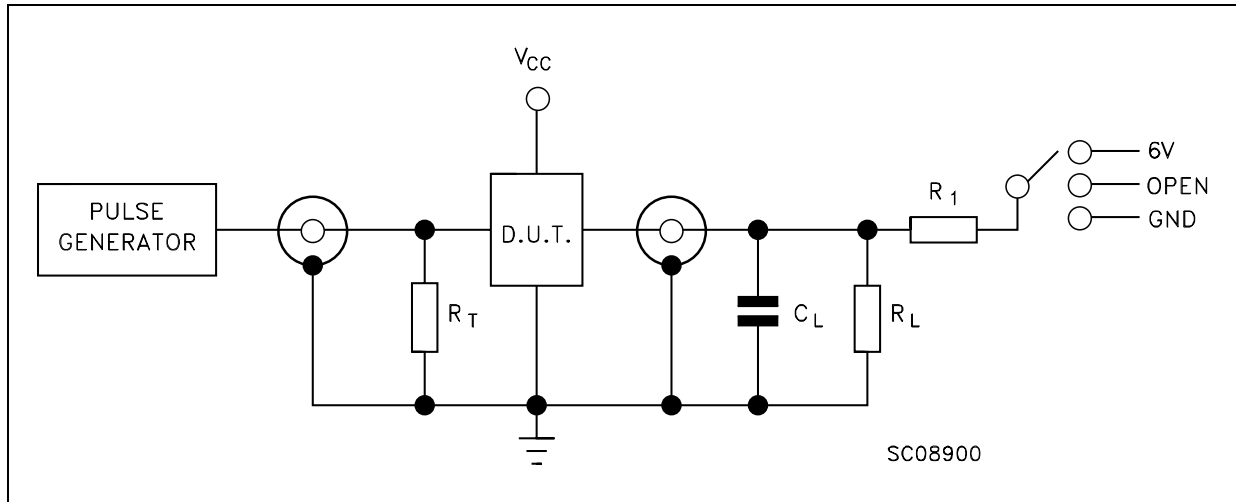 VCC
PULSE
GENERATOR
D.U.T.
RT
CL
RL
R1
6V
OPEN
GND
SC08900